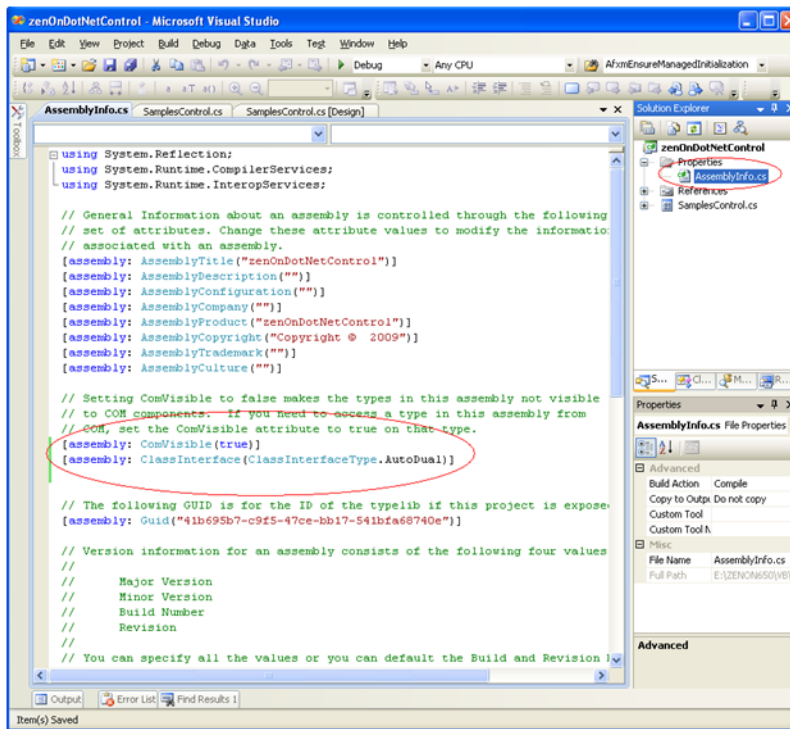 zenOnDotNetControl - Microsoft Visual Studio
File Edit View Project Build Debug Data Tools Test Window Help
Debug Any CPU AfxmEnsureManagedInitialization
AssemblyInfo.cs SamplesControl.cs SamplesControl.cs [Design]
Toolbox
using System.Reflection;
using System.Runtime.CompilerServices;
using System.Runtime.InteropServices;
// General Information about an assembly is controlled through the following
// set of attributes. Change these attribute values to modify the information
// associated with an assembly.
[assembly: AssemblyTitle("zenOnDotNetControl")]
[assembly: AssemblyDescription("")]
[assembly: AssemblyConfiguration("")]
[assembly: AssemblyCompany("")]
[assembly: AssemblyProduct("zenOnDotNetControl")]
[assembly: AssemblyCopyright("Copyright © 2009")]
[assembly: AssemblyTrademark("")]
[assembly: AssemblyCulture("")]
// Setting ComVisible to false makes the types in this assembly not visible
// to COM components. If you need to access a type in this assembly from
// COM, set the ComVisible attribute to true on that type.
[assembly: ComVisible(true)]
[assembly: ClassInterface(ClassInterfaceType.AutoDual)]
// The following GUID is for the ID of the typelib if this project is expose
[assembly: Guid("41b695b7-c9f5-47ce-bb17-541bfa68740e")]
// Version information for an assembly consists of the following four values
//
// Major Version
// Minor Version
// Build Number
// Revision
//
// You can specify all the values or you can default the Build and Revision
Solution Explorer
zenOnDotNetControl
Properties
AssemblyInfo.cs
References
SamplesControl.cs
S... Cl... M... R...
Properties
AssemblyInfo.cs File Properties
Advanced
Build Action Compile
Copy to Outpu Do not copy
Custom Tool
Custom Tool N
Misc
File Name AssemblyInfo.cs
Full Path E:\ZENON650\VB\
Advanced
Output Error List Find Results 1
Item(s) Saved